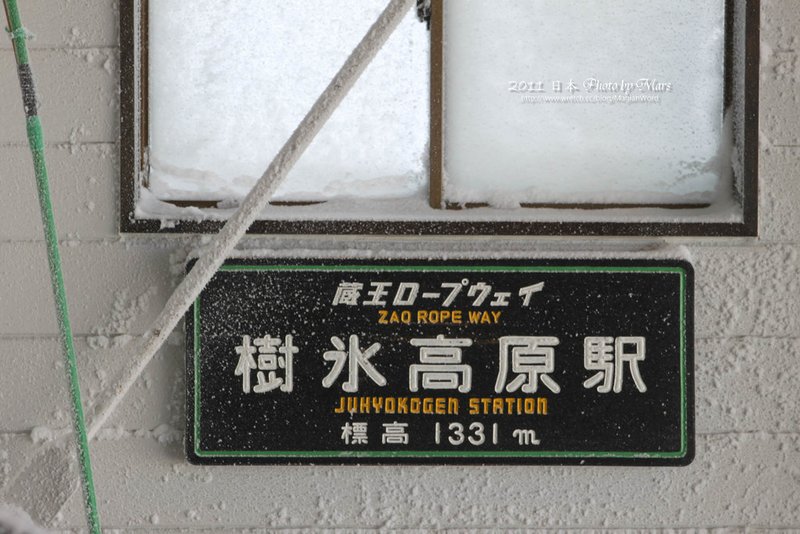 2011 日本 Photo by Mars
蔵王ロープウェイ
ZAO ROPE WAY
樹氷高原駅
JUHYOKOGEN STATION
標高 1331m